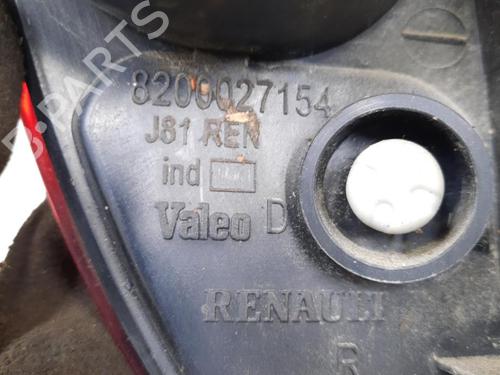 8200027154
J81 REN
ind
Valeo D
RENAULT
R
B-PARTS